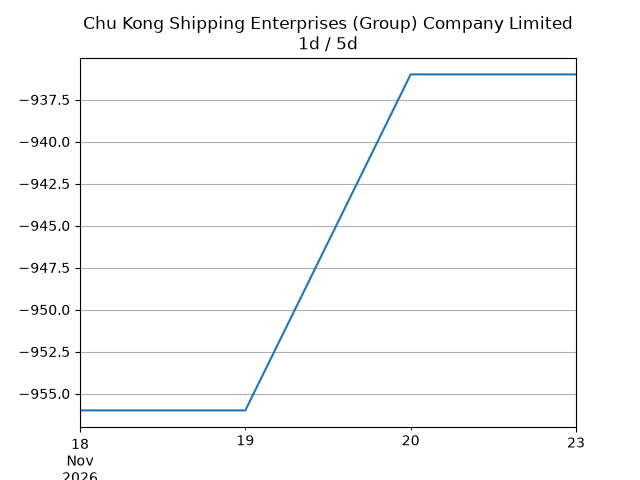 Chu Kong Shipping Enterprises (Group) Company Limited
1d / 5d
−937.5
−940.0
−942.5
−945.0
−947.5
−950.0
−952.5
−955.0
18 19 20 23
Nov
2026